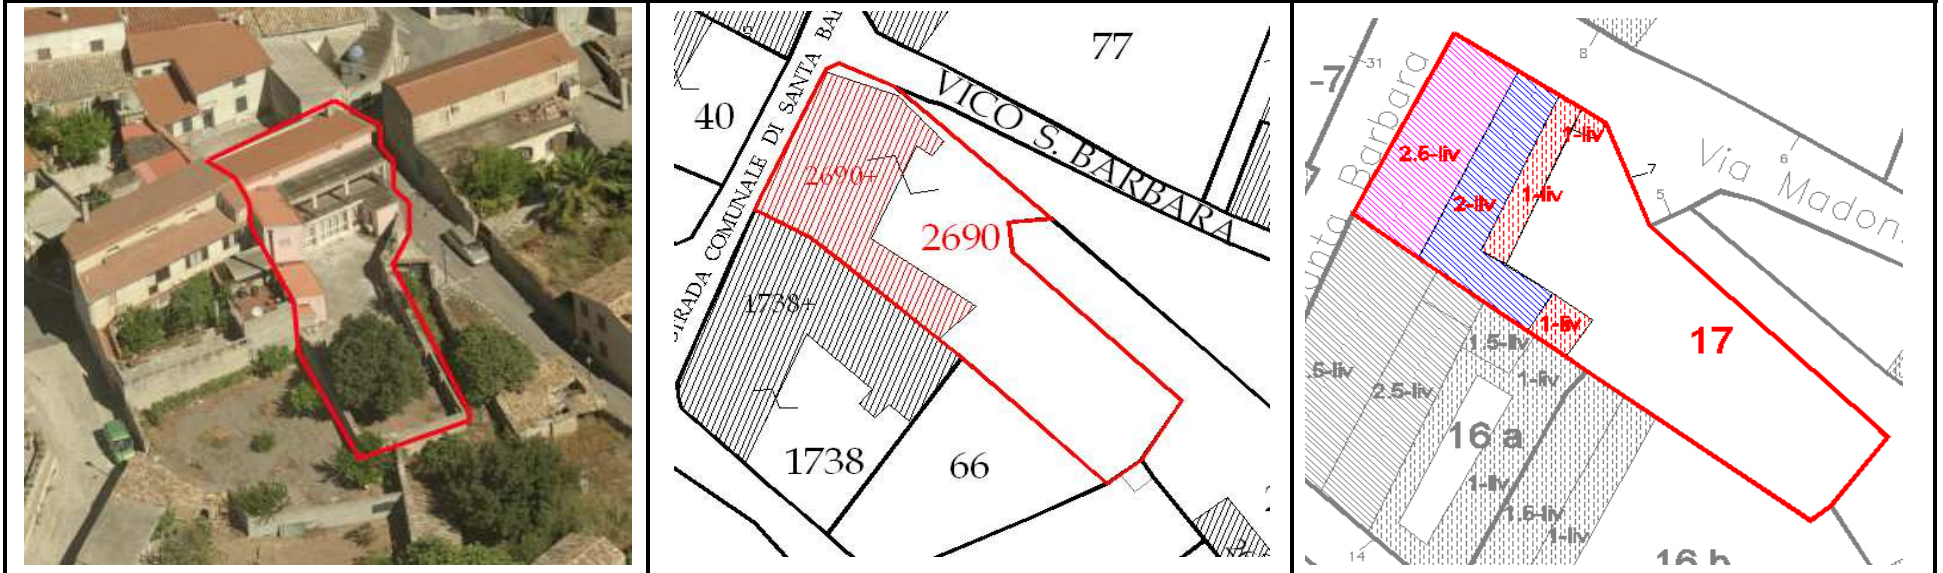 77
40
STRADA COMUNALE DI SANTA BA
VICO S. BARBARA
2690+
2690
1738+
1738
66
-7
31
8
Barbara
2.5-liv
1-liv
2-liv
1-liv
7
5
6
Via Madon.
1-liv
17
.5-liv
2.5-liv
1.5-liv
1-liv
16 a
1-liv
1.5-liv
1-liv
14
16 b